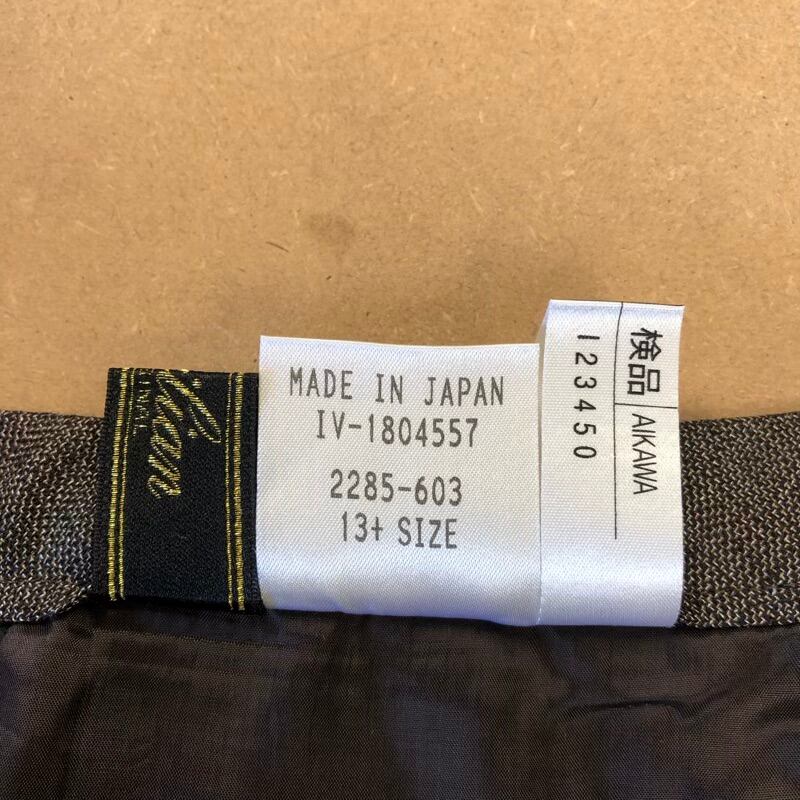 MADE IN JAPAN
IV-1804557
2285-603
13+ SIZE
検品 AIKAWA
123450